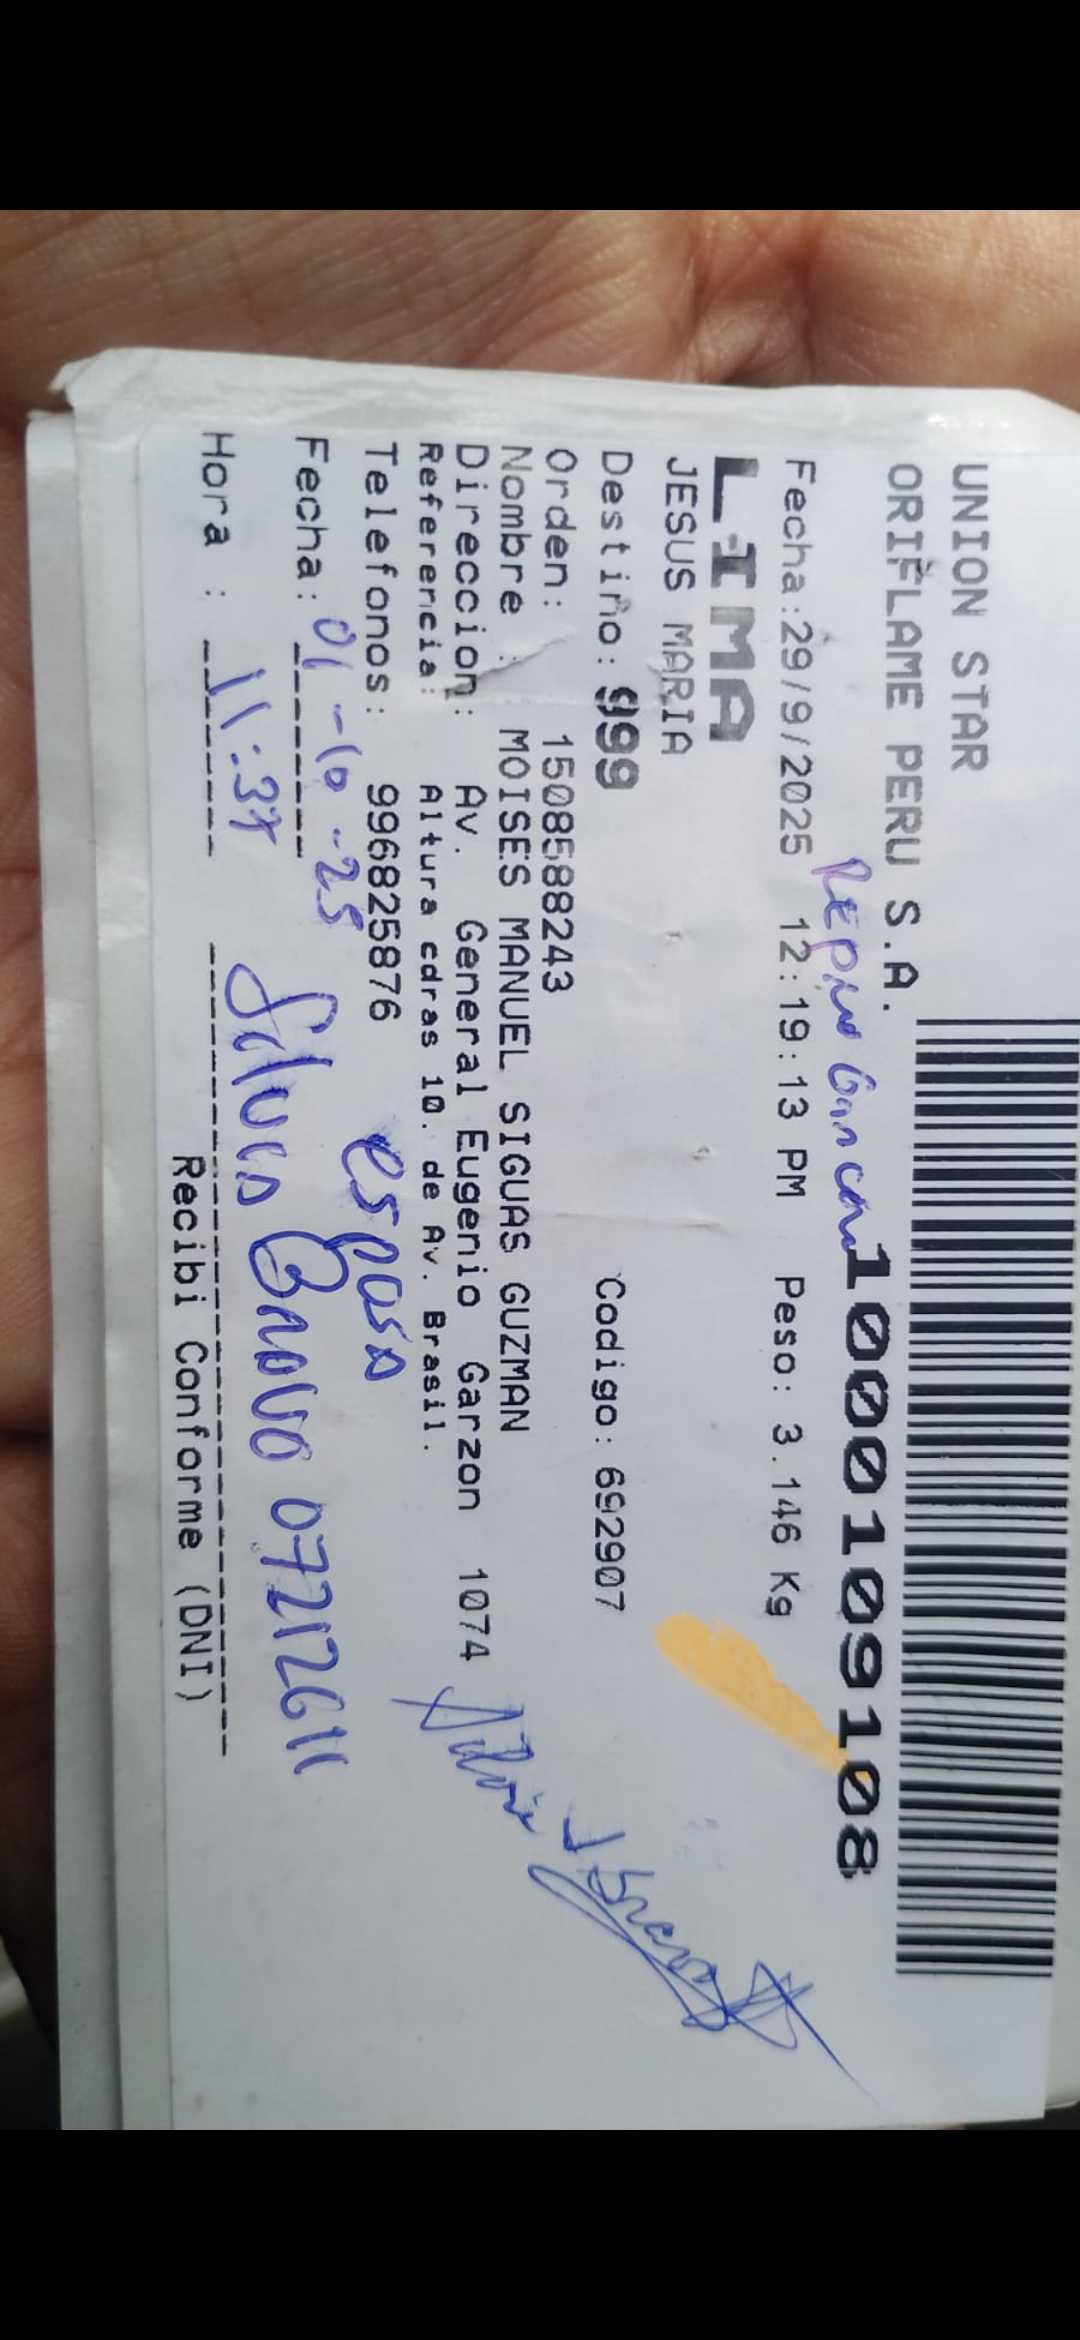 UNION STAR
ORIFLAME PERU S.A.
1000109108
Fecha:29/9/2025 12:19:13 PM Peso: 3.146 Kg
LIMA
JESUS MARIA
Destino: 999 Codigo: 692907
Orden: 1508588243
Nombre : MOISES MANUEL SIGUAS GUZMAN
Direccion: Av. General Eugenio Garzon 1074
Referencia: Altura cdras 10. de Av. Brasil.
Telefonos: 996825876 esposa
Fecha: 01-10-25
Hora : 11:37 Bravo 07212611
Recibi Conforme (DNI)